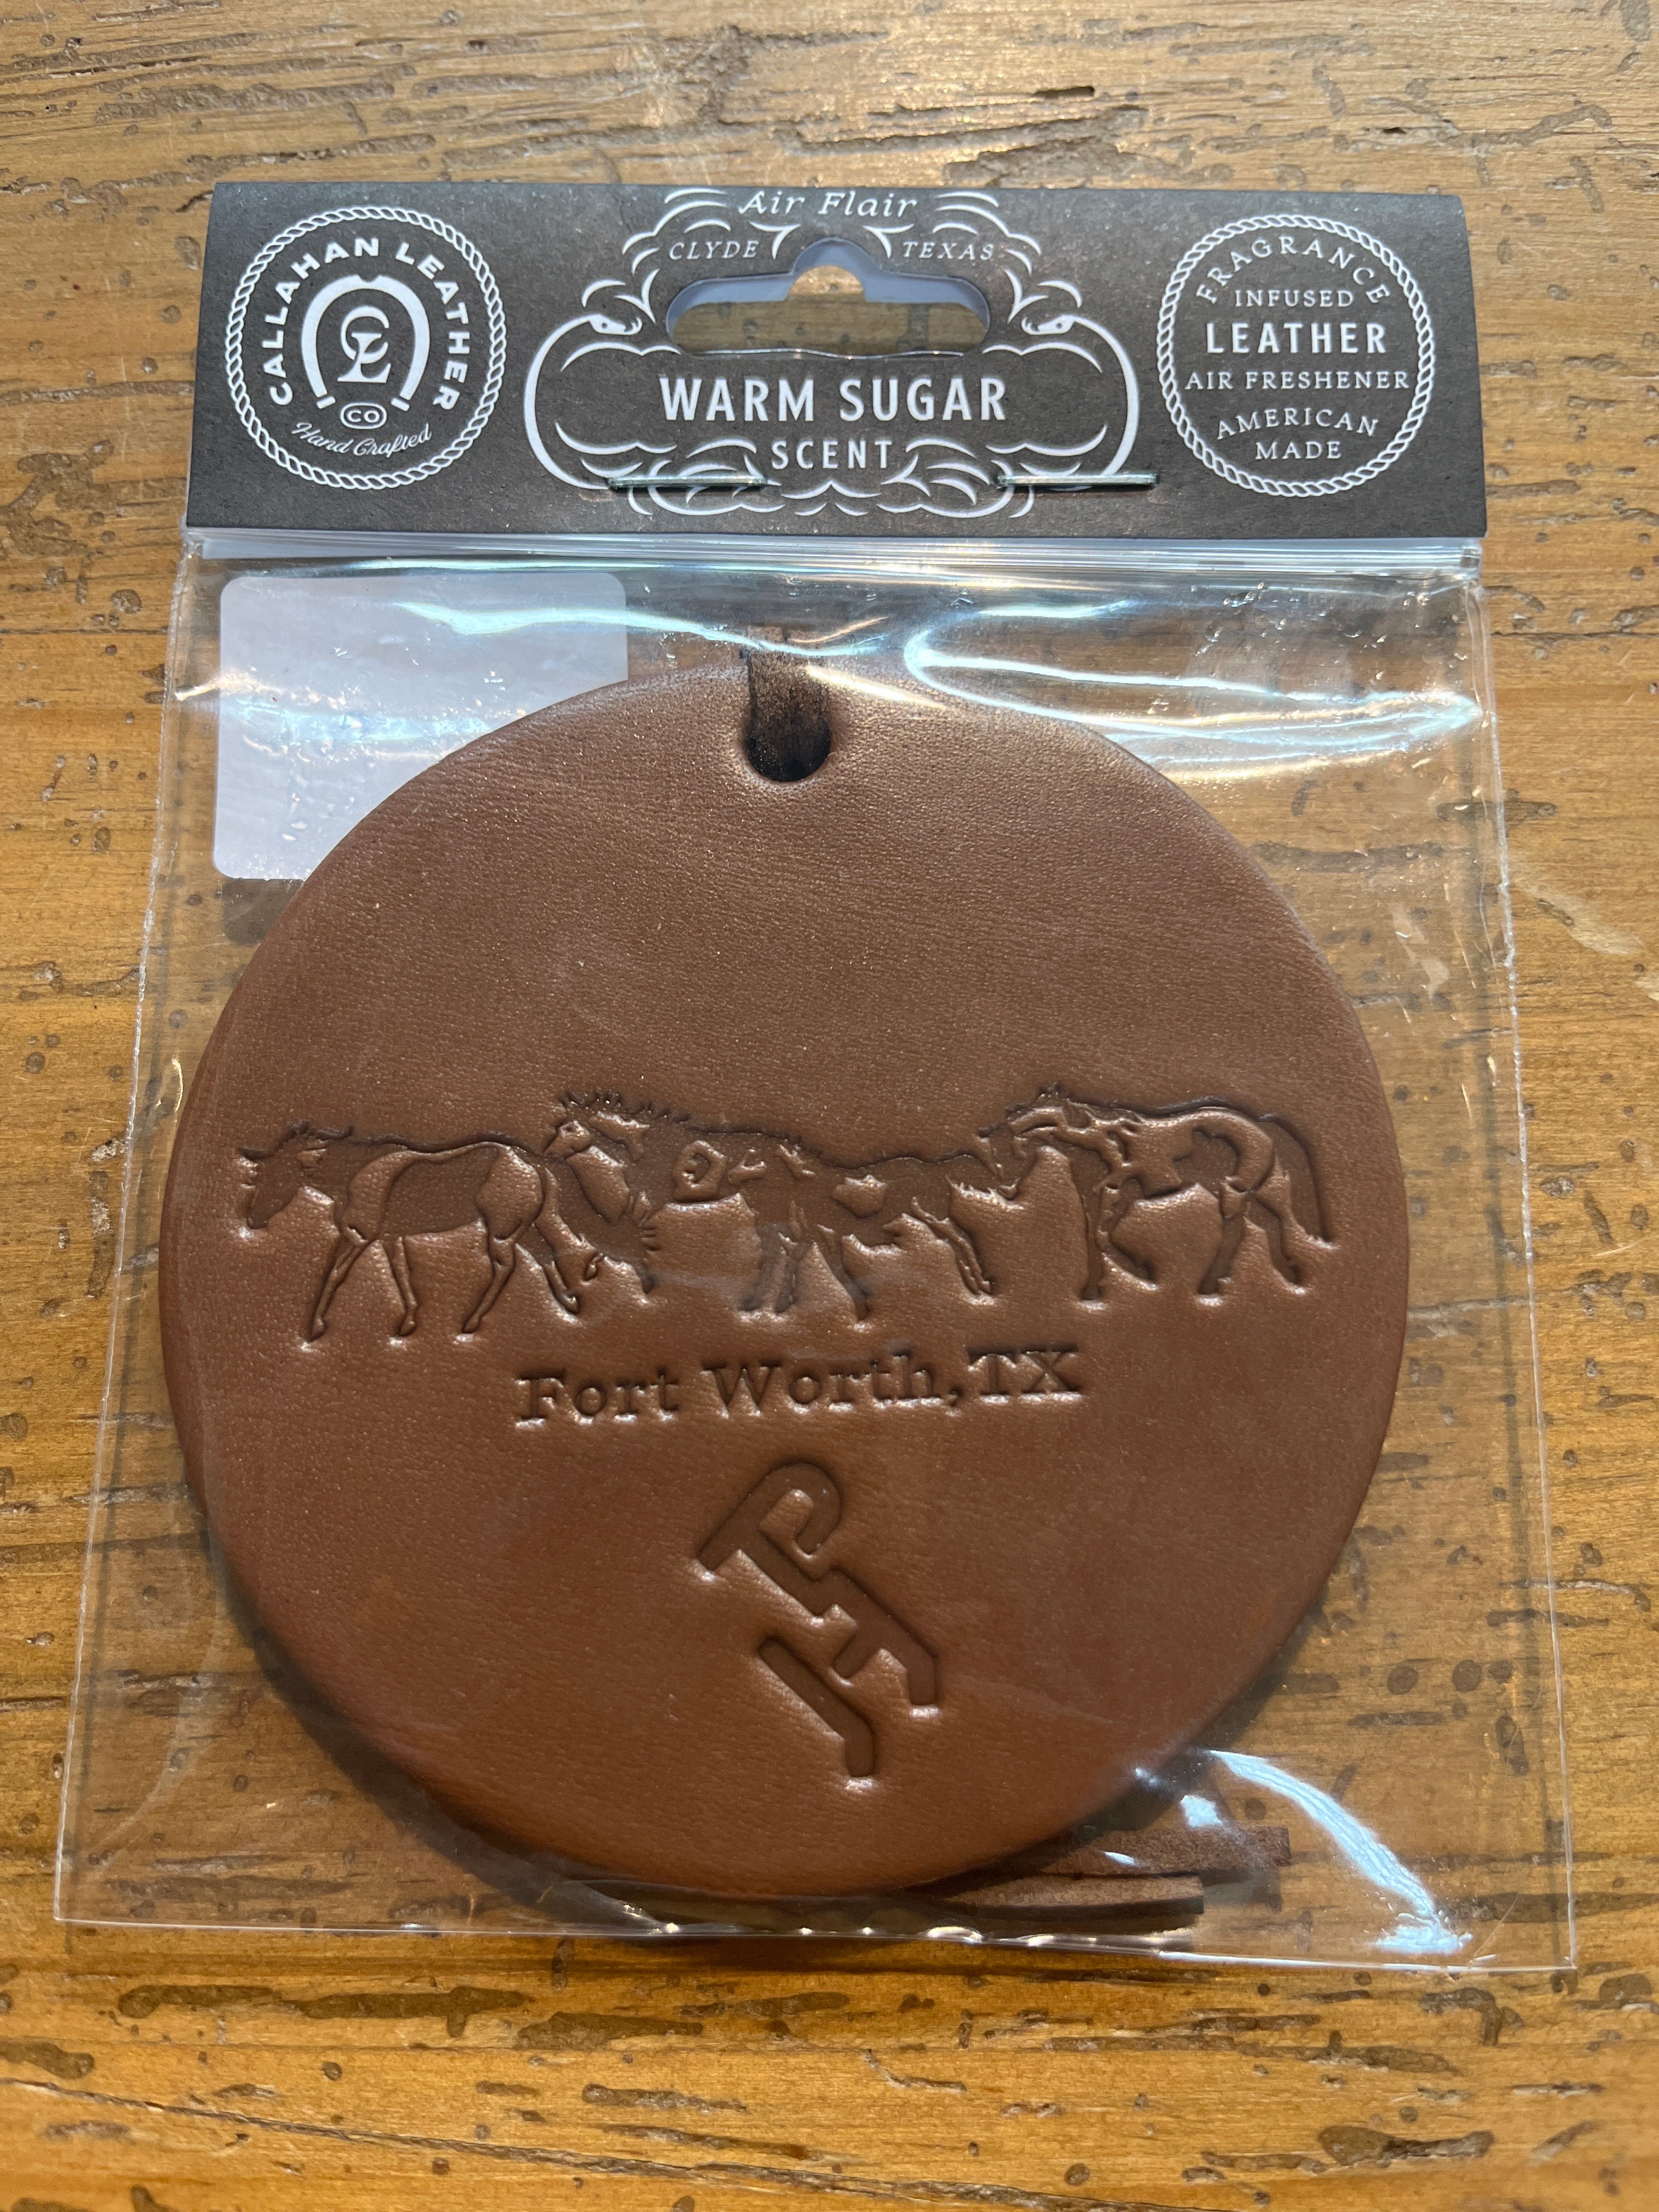 CALLAHAN LEATHER
CL
CO
Hand Crafted
Air Flair
CLYDE TEXAS
WARM SUGAR
SCENT
FRAGRANCE
INFUSED
LEATHER
AIR FRESHENER
AMERICAN
MADE
Fort Worth, TX